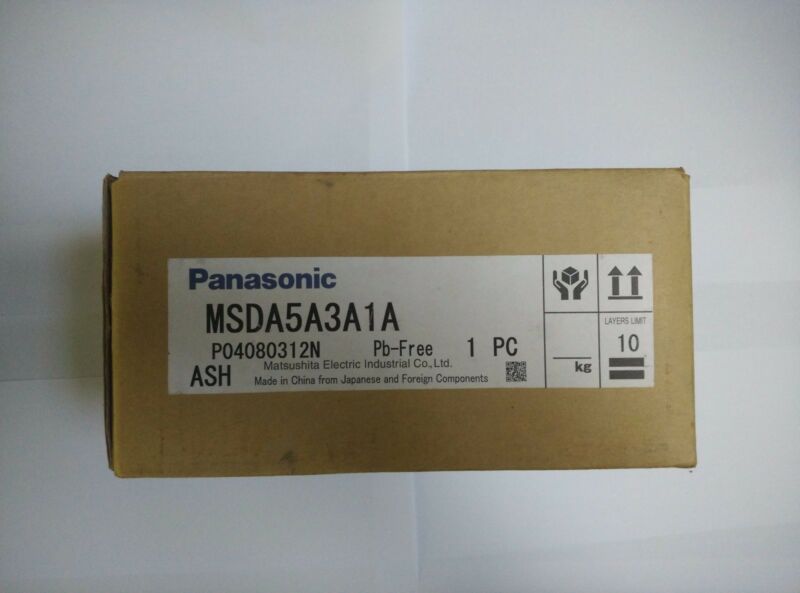 Panasonic
MSDA5A3A1A
P04080312N Pb-Free 1 PC
Matsushita Electric Industrial Co.,Ltd.
ASH Made in China from Japanese and Foreign Components
kg
LAYERS LIMIT
10